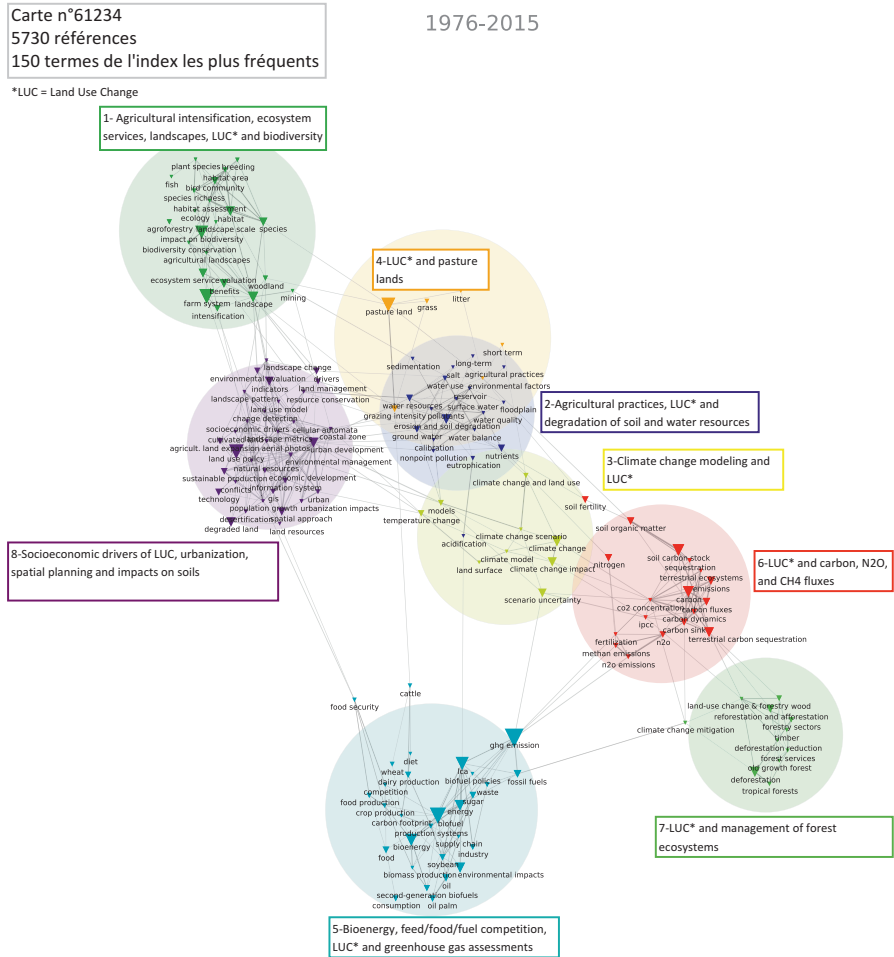 Carte n°61234
5730 références
150 termes de l'index les plus fréquents
1976-2015
*LUC = Land Use Change
1- Agricultural intensification, ecosystem
services, landscapes, LUC* and biodiversity
plant species
breeding
habitat area
fish
bird community
species richness
habitat assessment
ecology
habitat
agroforestry
landscape scale
species
impact on biodiversity
biodiversity conservation
agricultural landscapes
ecosystem service
valuation
benefits
woodland
farm system
landscape
mining
intensification
4-LUC* and pasture
lands
litter
grass
pasture land
short term
sedimentation
long-term
salt
agricultural practices
water use
environmental factors
reservoir
water resources
surface water
floodplain
grazing intensity
pollutants
water quality
erosion and soil degradation
ground water
water balance
calibration
nonpoint pollution
nutrients
eutrophication
2-Agricultural practices, LUC* and
degradation of soil and water resources
landscape change
environmental evaluation
drivers
indicators
land management
landscape pattern
resource conservation
land use model
change detection
socioeconomic drivers
cellular automata
landscape metrics
coastal zone
agricult. land expansion
aerial photos
urban development
land use policy
environmental management
natural resources
sustainable production
economic development
conflicts
information system
technology
gis
urban
population growth
urbanization impacts
desertification
spatial approach
degraded land
land resources
3-Climate change modeling and
LUC*
climate change and land use
models
temperature change
climate change scenario
acidification
climate change
climate model
land surface
climate change impact
scenario uncertainty
8-Socioeconomic drivers of LUC, urbanization,
spatial planning and impacts on soils
soil fertility
soil organic matter
soil carbon stock
nitrogen
sequestration
terrestrial ecosystems
emissions
carbon
co2 concentration
carbon fluxes
ipcc
carbon dynamics
carbon sink
fertilization
n2o
terrestrial carbon sequestration
methan emissions
n2o emissions
6-LUC* and carbon, N2O,
and CH4 fluxes
land-use change & forestry
wood
reforestation and afforestation
climate change mitigation
forestry sectors
timber
deforestation reduction
forest services
old growth forest
deforestation
tropical forests
7-LUC* and management of forest
ecosystems
cattle
food security
ghg emission
diet
wheat
lca
dairy production
biofuel policies
fossil fuels
competition
waste
food production
sugar
crop production
energy
carbon footprint
biofuel
production systems
bioenergy
supply chain
food
industry
soybean
biomass production
environmental impacts
oil
second-generation biofuels
consumption
oil palm
5-Bioenergy, feed/food/fuel competition,
LUC* and greenhouse gas assessments